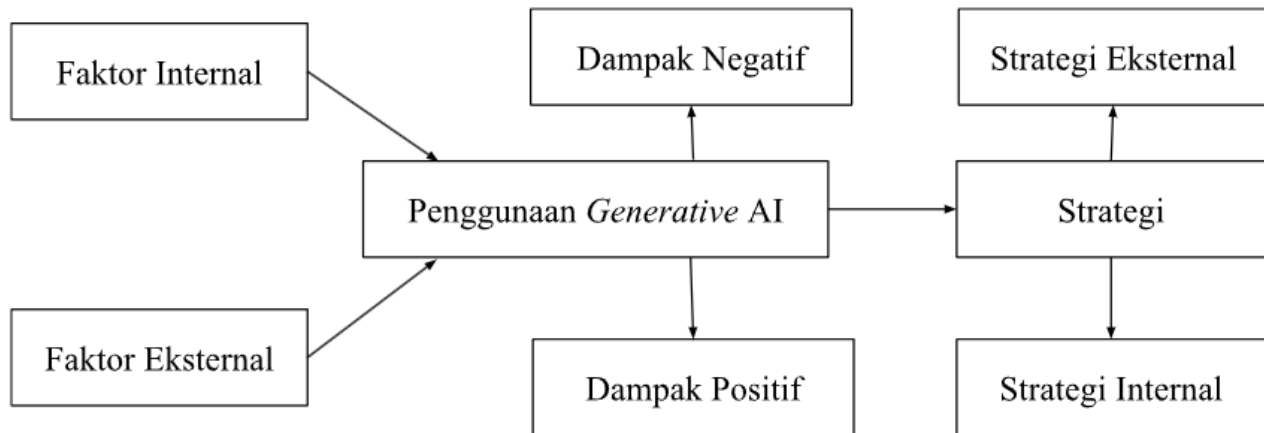 Faktor Internal
Dampak Negatif
Strategi Eksternal
Penggunaan Generative AI
Strategi
Faktor Eksternal
Dampak Positif
Strategi Internal